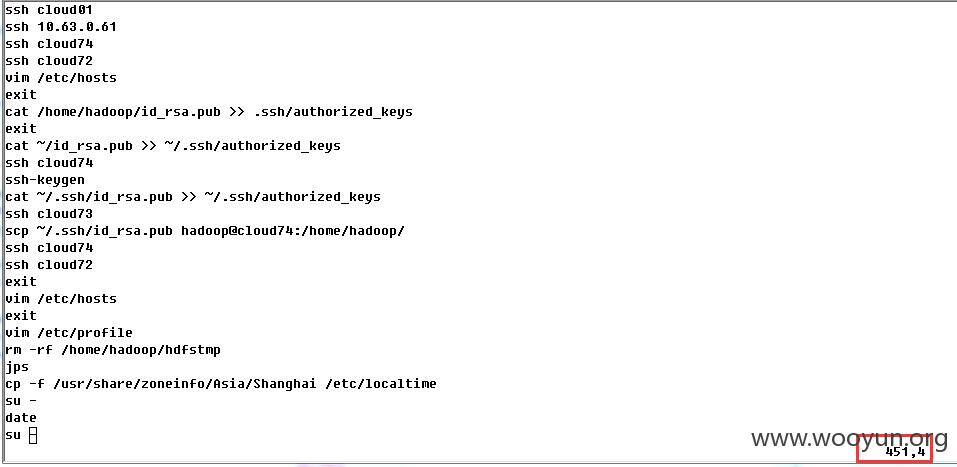 ssh cloud01
ssh 10.63.0.61
ssh cloud74
ssh cloud72
vim /etc/hosts
exit
cat /home/hadoop/id_rsa.pub >> .ssh/authorized_keys
exit
cat ~/id_rsa.pub >> ~/.ssh/authorized_keys
ssh cloud74
ssh-keygen
cat ~/.ssh/id_rsa.pub >> ~/.ssh/authorized_keys
ssh cloud73
scp ~/.ssh/id_rsa.pub hadoop@cloud74:/home/hadoop/
ssh cloud74
ssh cloud72
exit
vim /etc/hosts
exit
vim /etc/profile
rm -rf /home/hadoop/hdfstmp
jps
cp -f /usr/share/zoneinfo/Asia/Shanghai /etc/localtime
su -
date
su
www.wooyun.org
451,4